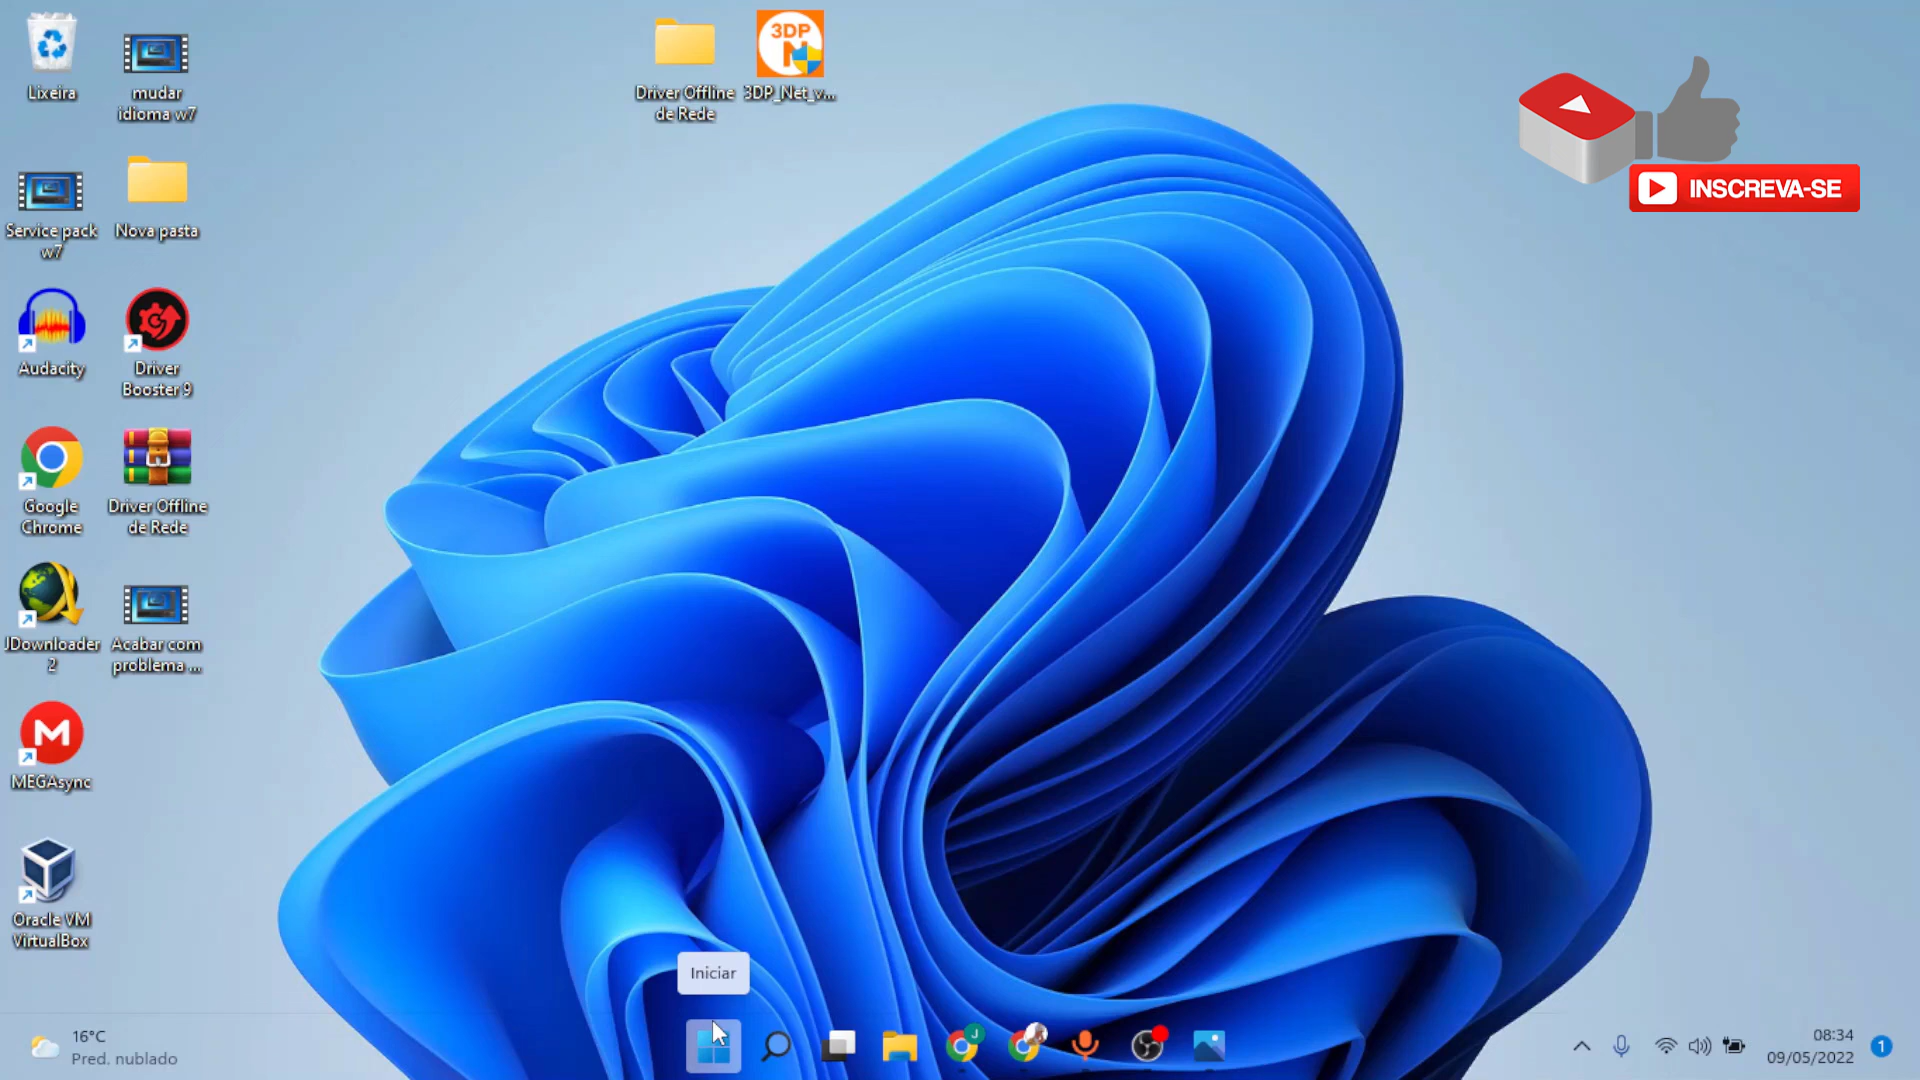 Lixeira
mudar
idioma w7
Driver Offline
de Rede
3DP
N
3DP_Net_v...
INSCREVA-SE
Service pack
w7
Nova pasta
Audacity
Driver
Booster 9
Google
Chrome
Driver Offline
de Rede
JDownloader
2
Acabar com
problema ...
M
MEGAsync
Oracle VM
VirtualBox
Iniciar
16°C
Pred. nublado
J
08:34
09/05/2022
1